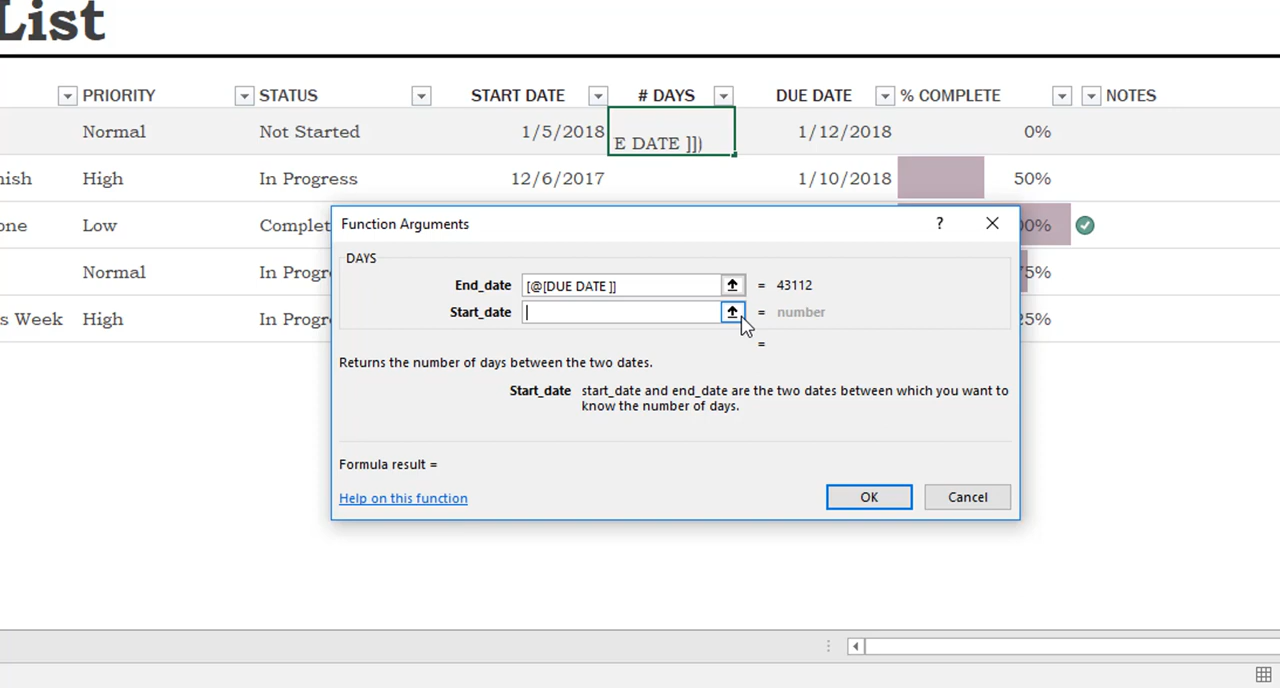 List
PRIORITY STATUS START DATE # DAYS DUE DATE % COMPLETE NOTES
Normal Not Started 1/5/2018 E DATE ]]) 1/12/2018 0%
nish High In Progress 12/6/2017 1/10/2018 50%
one Low Complet 00%
Normal In Progr 75%
s Week High In Progr 25%
Function Arguments ?
DAYS
End_date [@[DUE DATE ]] = 43112
Start_date = number
=
Returns the number of days between the two dates.
Start_date start_date and end_date are the two dates between which you want to
know the number of days.
Formula result =
Help on this function OK Cancel